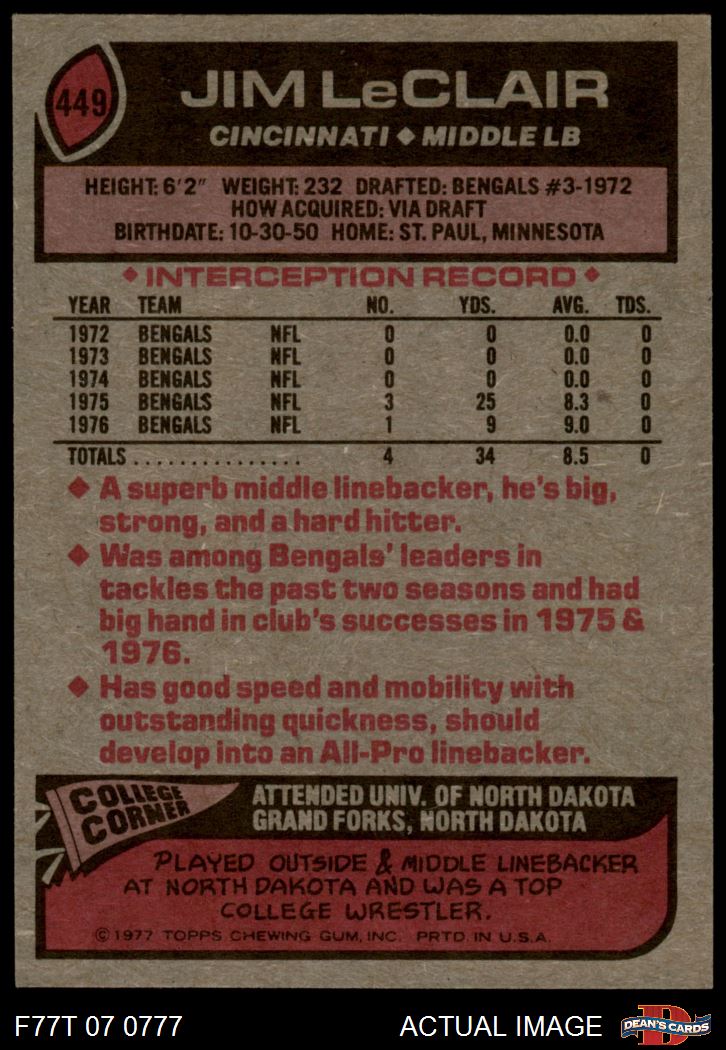 449
JIM LeCLAIR
CINCINNATI ◆ MIDDLE LB
HEIGHT: 6'2" WEIGHT: 232 DRAFTED: BENGALS #3-1972
HOW ACQUIRED: VIA DRAFT
BIRTHDATE: 10-30-50 HOME: ST. PAUL, MINNESOTA
◆ INTERCEPTION RECORD ◆
YEAR TEAM NO. YDS. AVG. TDS.
1972 BENGALS NFL 0 0 0.0 0
1973 BENGALS NFL 0 0 0.0 0
1974 BENGALS NFL 0 0 0.0 0
1975 BENGALS NFL 3 25 8.3 0
1976 BENGALS NFL 1 9 9.0 0
TOTALS ................ 4 34 8.5 0
◆ A superb middle linebacker, he's big,
strong, and a hard hitter.
◆ Was among Bengals' leaders in
tackles the past two seasons and had
big hand in club's successes in 1975 &
1976.
◆ Has good speed and mobility with
outstanding quickness, should
develop into an All-Pro linebacker.
COLLEGE
CORNER
ATTENDED UNIV. OF NORTH DAKOTA
GRAND FORKS, NORTH DAKOTA
PLAYED OUTSIDE & MIDDLE LINEBACKER
AT NORTH DAKOTA AND WAS A TOP
COLLEGE WRESTLER.
© 1977 TOPPS CHEWING GUM, INC. PRTD. IN U.S.A.
F77T 07 0777 ACTUAL IMAGE
D
DEAN'S CARDS